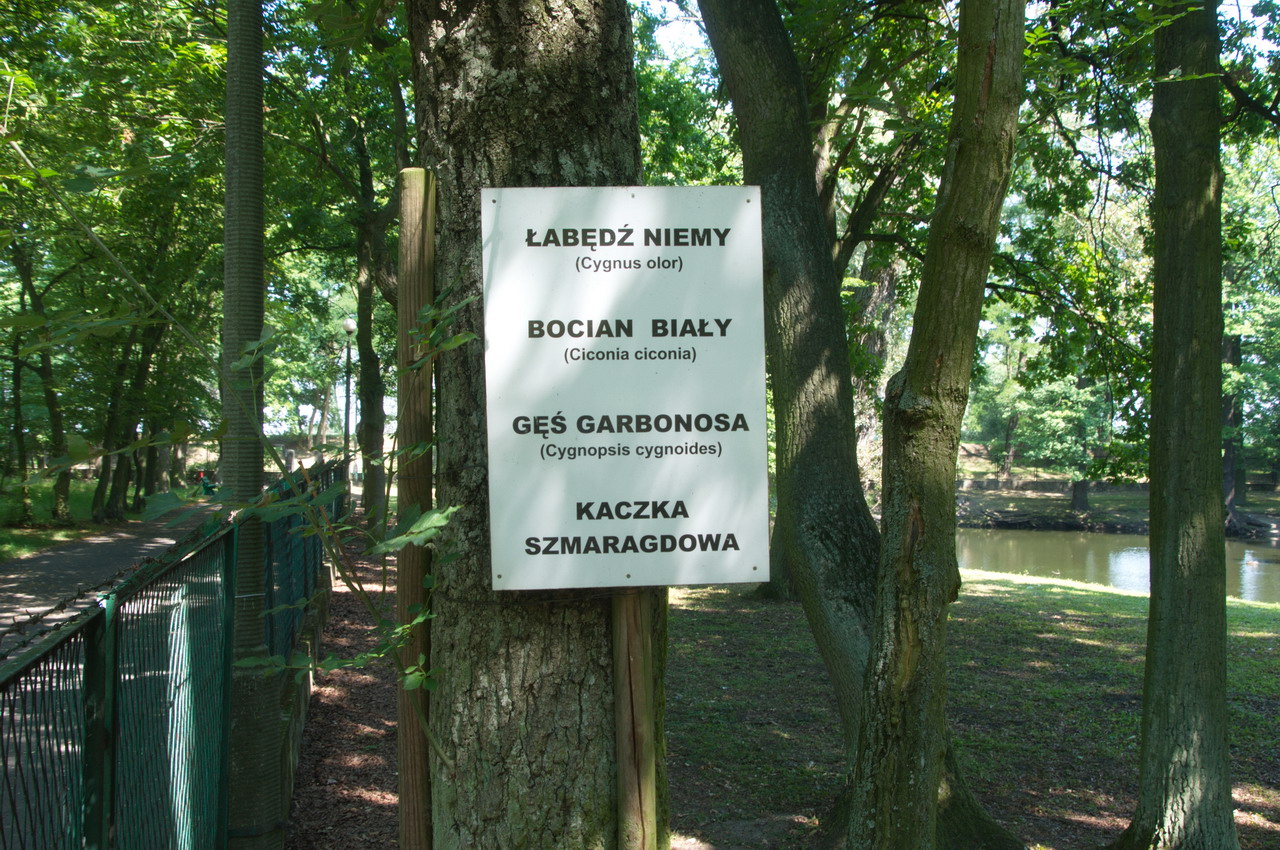 ŁABĘDŹ NIEMY
(Cygnus olor)
BOCIAN BIAŁY
(Ciconia ciconia)
GĘŚ GARBONOSA
(Cygnopsis cygnoides)
KACZKA
SZMARAGDOWA